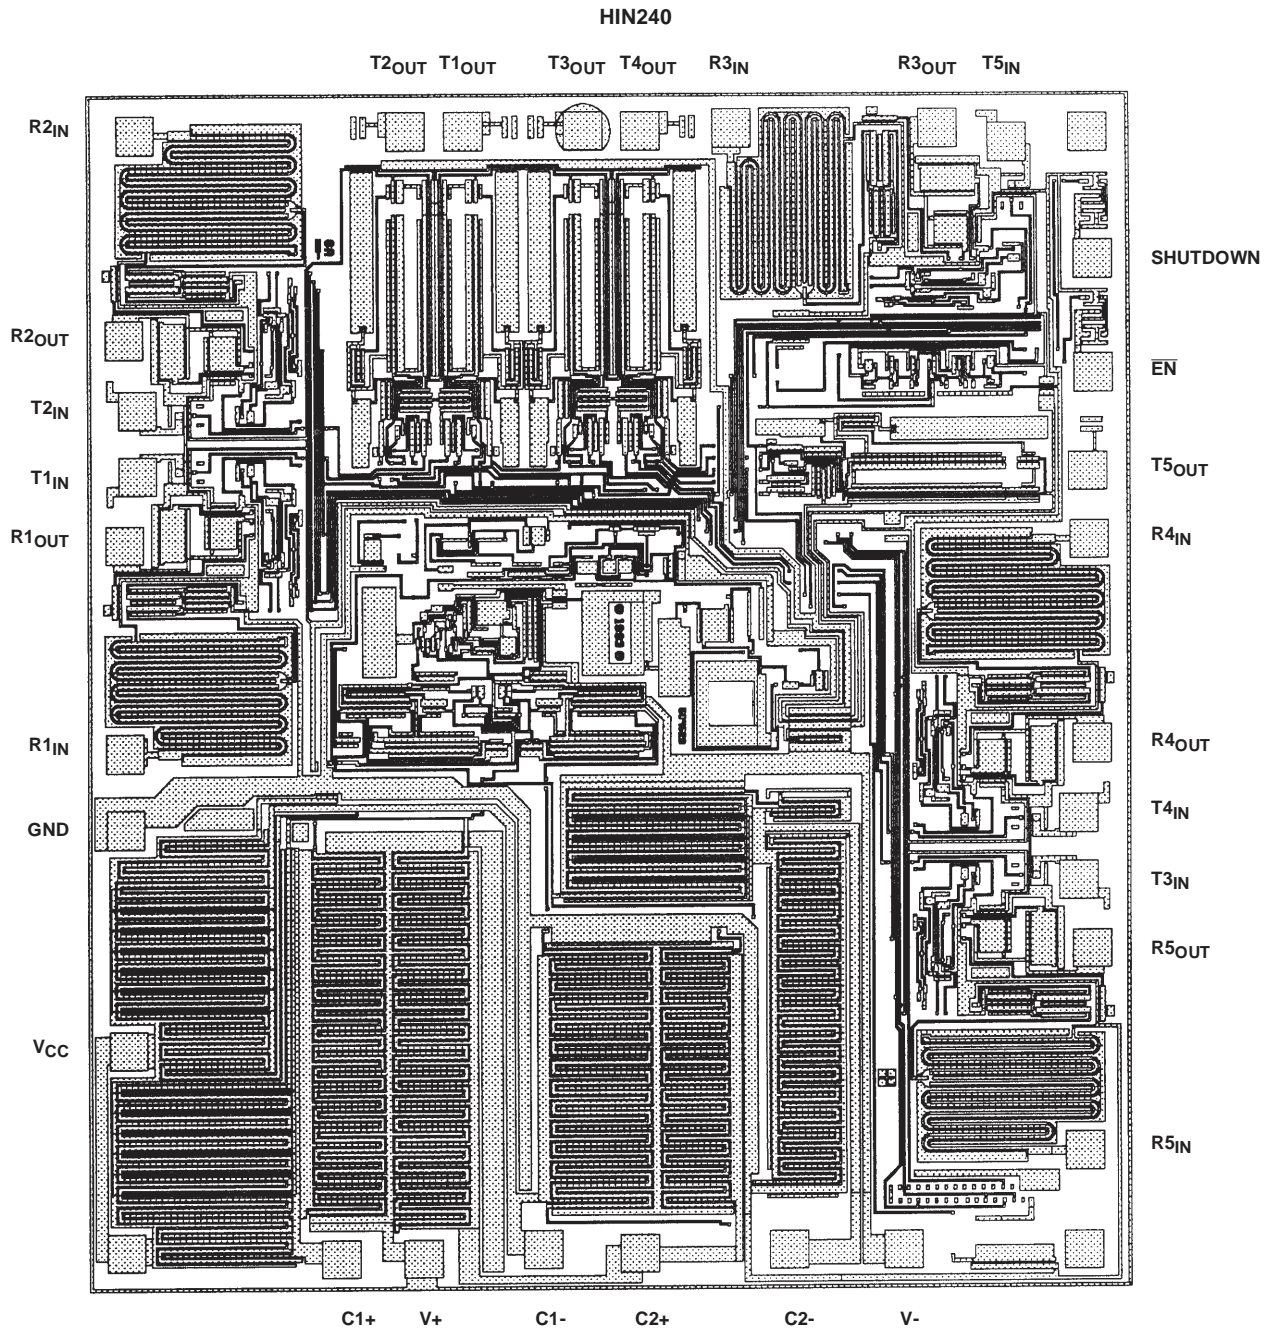 HIN240
T2OUT T1OUT T3OUT T4OUT R3IN R3OUT T5IN
R2IN
SHUTDOWN
R2OUT
EN
T2IN
T1IN
T5OUT
R1OUT
R4IN
© 1993 ©
R1IN
R4OUT
GND
T4IN
T3IN
R5OUT
VCC
R5IN
C1+ V+ C1- C2+ C2- V-